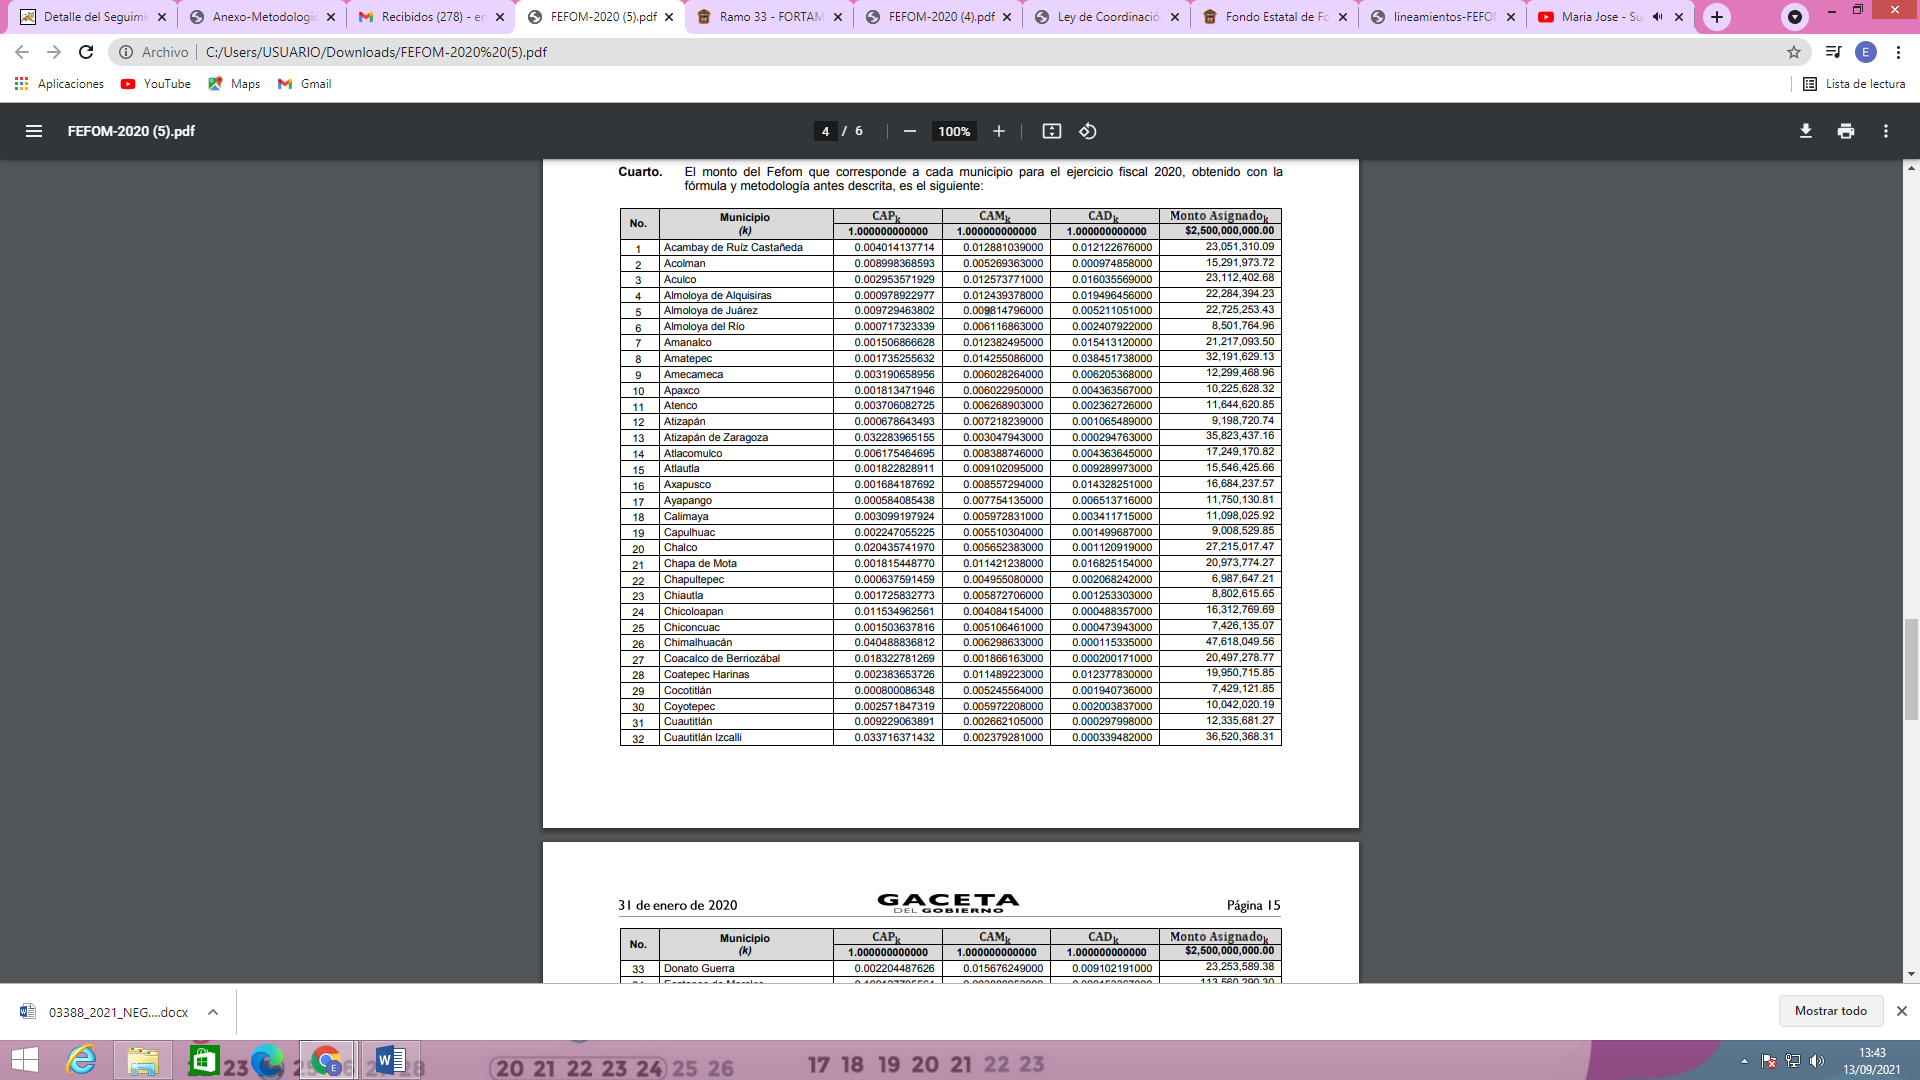 Detalle del Seguimi
Anexo-Metodologic
Recibidos (278) - en
FEFOM-2020 (5).pdf
Ramo 33 - FORTAM
FEFOM-2020 (4).pdf
Ley de Coordinació
Fondo Estatal de Fo
lineamientos-FEFOM
Maria Jose - Su
Archivo | C:/Users/USUARIO/Downloads/FEFOM-2020%20(5).pdf
E
Aplicaciones YouTube Maps Gmail
Lista de lectura
FEFOM-2020 (5).pdf
4 / 6 100%
Cuarto. El monto del Fefom que corresponde a cada municipio para el ejercicio fiscal 2020, obtenido con la
fórmula y metodología antes descrita, es el siguiente:
No. Municipio (k) CAPk CAMk CADk Monto Asignadok
1.000000000000 1.000000000000 1.000000000000 $2,500,000,000.00
1 Acambay de Ruíz Castañeda 0.004014137714 0.012881039000 0.012122676000 23,051,310.09
2 Acolman 0.008998368593 0.005269363000 0.000974858000 15,291,973.72
3 Aculco 0.002953571929 0.012573771000 0.016035569000 23,112,402.68
4 Almoloya de Alquisiras 0.000978922977 0.012439378000 0.019496456000 22,284,394.23
5 Almoloya de Juárez 0.009729463802 0.009814796000 0.005211051000 22,725,253.43
6 Almoloya del Río 0.000717323339 0.006116863000 0.002407922000 8,501,764.96
7 Amanalco 0.001506866628 0.012382495000 0.015413120000 21,217,093.50
8 Amatepec 0.001735255632 0.014255086000 0.038451738000 32,191,629.13
9 Amecameca 0.003190658956 0.006028264000 0.006205368000 12,299,468.96
10 Apaxco 0.001813471946 0.006022950000 0.004363567000 10,225,628.32
11 Atenco 0.003706082725 0.006268903000 0.002362726000 11,644,620.85
12 Atizapán 0.000678643493 0.007218239000 0.001065489000 9,198,720.74
13 Atizapán de Zaragoza 0.032283965155 0.003047943000 0.000294763000 35,823,437.16
14 Atlacomulco 0.006175464695 0.008388746000 0.004363645000 17,249,170.82
15 Atlautla 0.001822828911 0.009102095000 0.009289973000 15,546,425.66
16 Axapusco 0.001684187692 0.008557294000 0.014328251000 16,684,237.57
17 Ayapango 0.000584085438 0.007754135000 0.006513716000 11,750,130.81
18 Calimaya 0.003099197924 0.005972831000 0.003411715000 11,098,025.92
19 Capulhuac 0.002247055225 0.005510304000 0.001499687000 9,008,529.85
20 Chalco 0.020435741970 0.005652383000 0.001120919000 27,215,017.47
21 Chapa de Mota 0.001815448770 0.011421238000 0.016825154000 20,973,774.27
22 Chapultepec 0.000637591459 0.004955080000 0.002068242000 6,987,647.21
23 Chiautla 0.001725832773 0.005872706000 0.001253303000 8,802,615.65
24 Chicoloapan 0.011534962561 0.004084154000 0.000488357000 16,312,769.69
25 Chiconcuac 0.001503637816 0.005106461000 0.000473943000 7,426,135.07
26 Chimalhuacán 0.040488836812 0.006298633000 0.000115335000 47,618,049.56
27 Coacalco de Berriozábal 0.018322781269 0.001866163000 0.000200171000 20,497,278.77
28 Coatepec Harinas 0.002383653726 0.011489223000 0.012377830000 19,950,715.85
29 Cocotitlán 0.000800086348 0.005245564000 0.001940736000 7,429,121.85
30 Coyotepec 0.002571847319 0.005972208000 0.002003837000 10,042,020.19
31 Cuautitlán 0.009229063891 0.002662105000 0.000297998000 12,335,681.27
32 Cuautitlán Izcalli 0.033716371432 0.002379281000 0.000339482000 36,520,368.31
31 de enero de 2020 GACETA DEL GOBIERNO Página 15
No. Municipio (k) CAPk CAMk CADk Monto Asignadok
1.000000000000 1.000000000000 1.000000000000 $2,500,000,000.00
33 Donato Guerra 0.002204487626 0.015676249000 0.009102191000 23,253,589.38
03388_2021_NEG....docx
Mostrar todo
23
20 21 22 23 24 25 26
17 18 19 20 21 22 23
13:43
13/09/2021